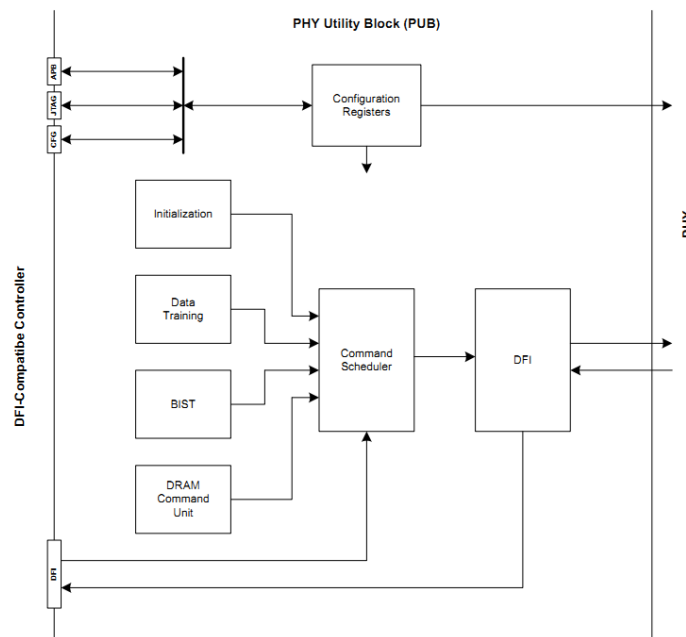 PHY Utility Block (PUB)
APB
JTAG
CFG
Configuration
Registers
Initialization
Data
Training
BIST
DRAM
Command
Unit
Command
Scheduler
DFI
DFI-Compatibe Controller
DFI